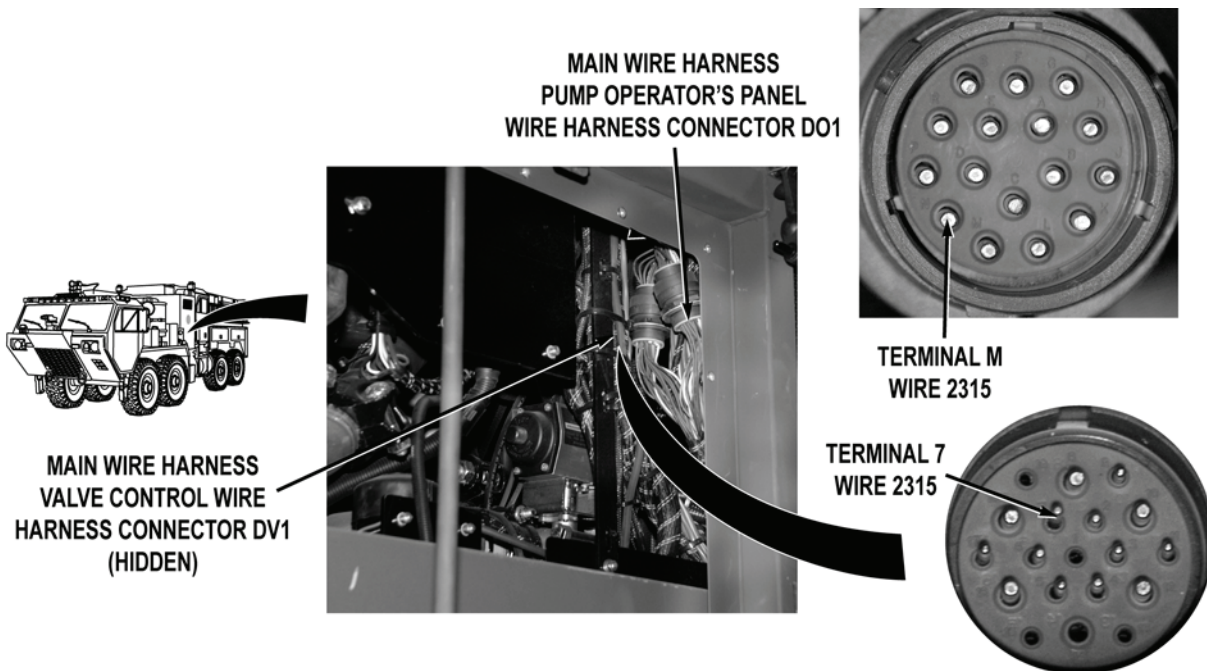 MAIN WIRE HARNESS
PUMP OPERATOR'S PANEL
WIRE HARNESS CONNECTOR DO1
TERMINAL M
WIRE 2315
TERMINAL 7
WIRE 2315
MAIN WIRE HARNESS
VALVE CONTROL WIRE
HARNESS CONNECTOR DV1
(HIDDEN)